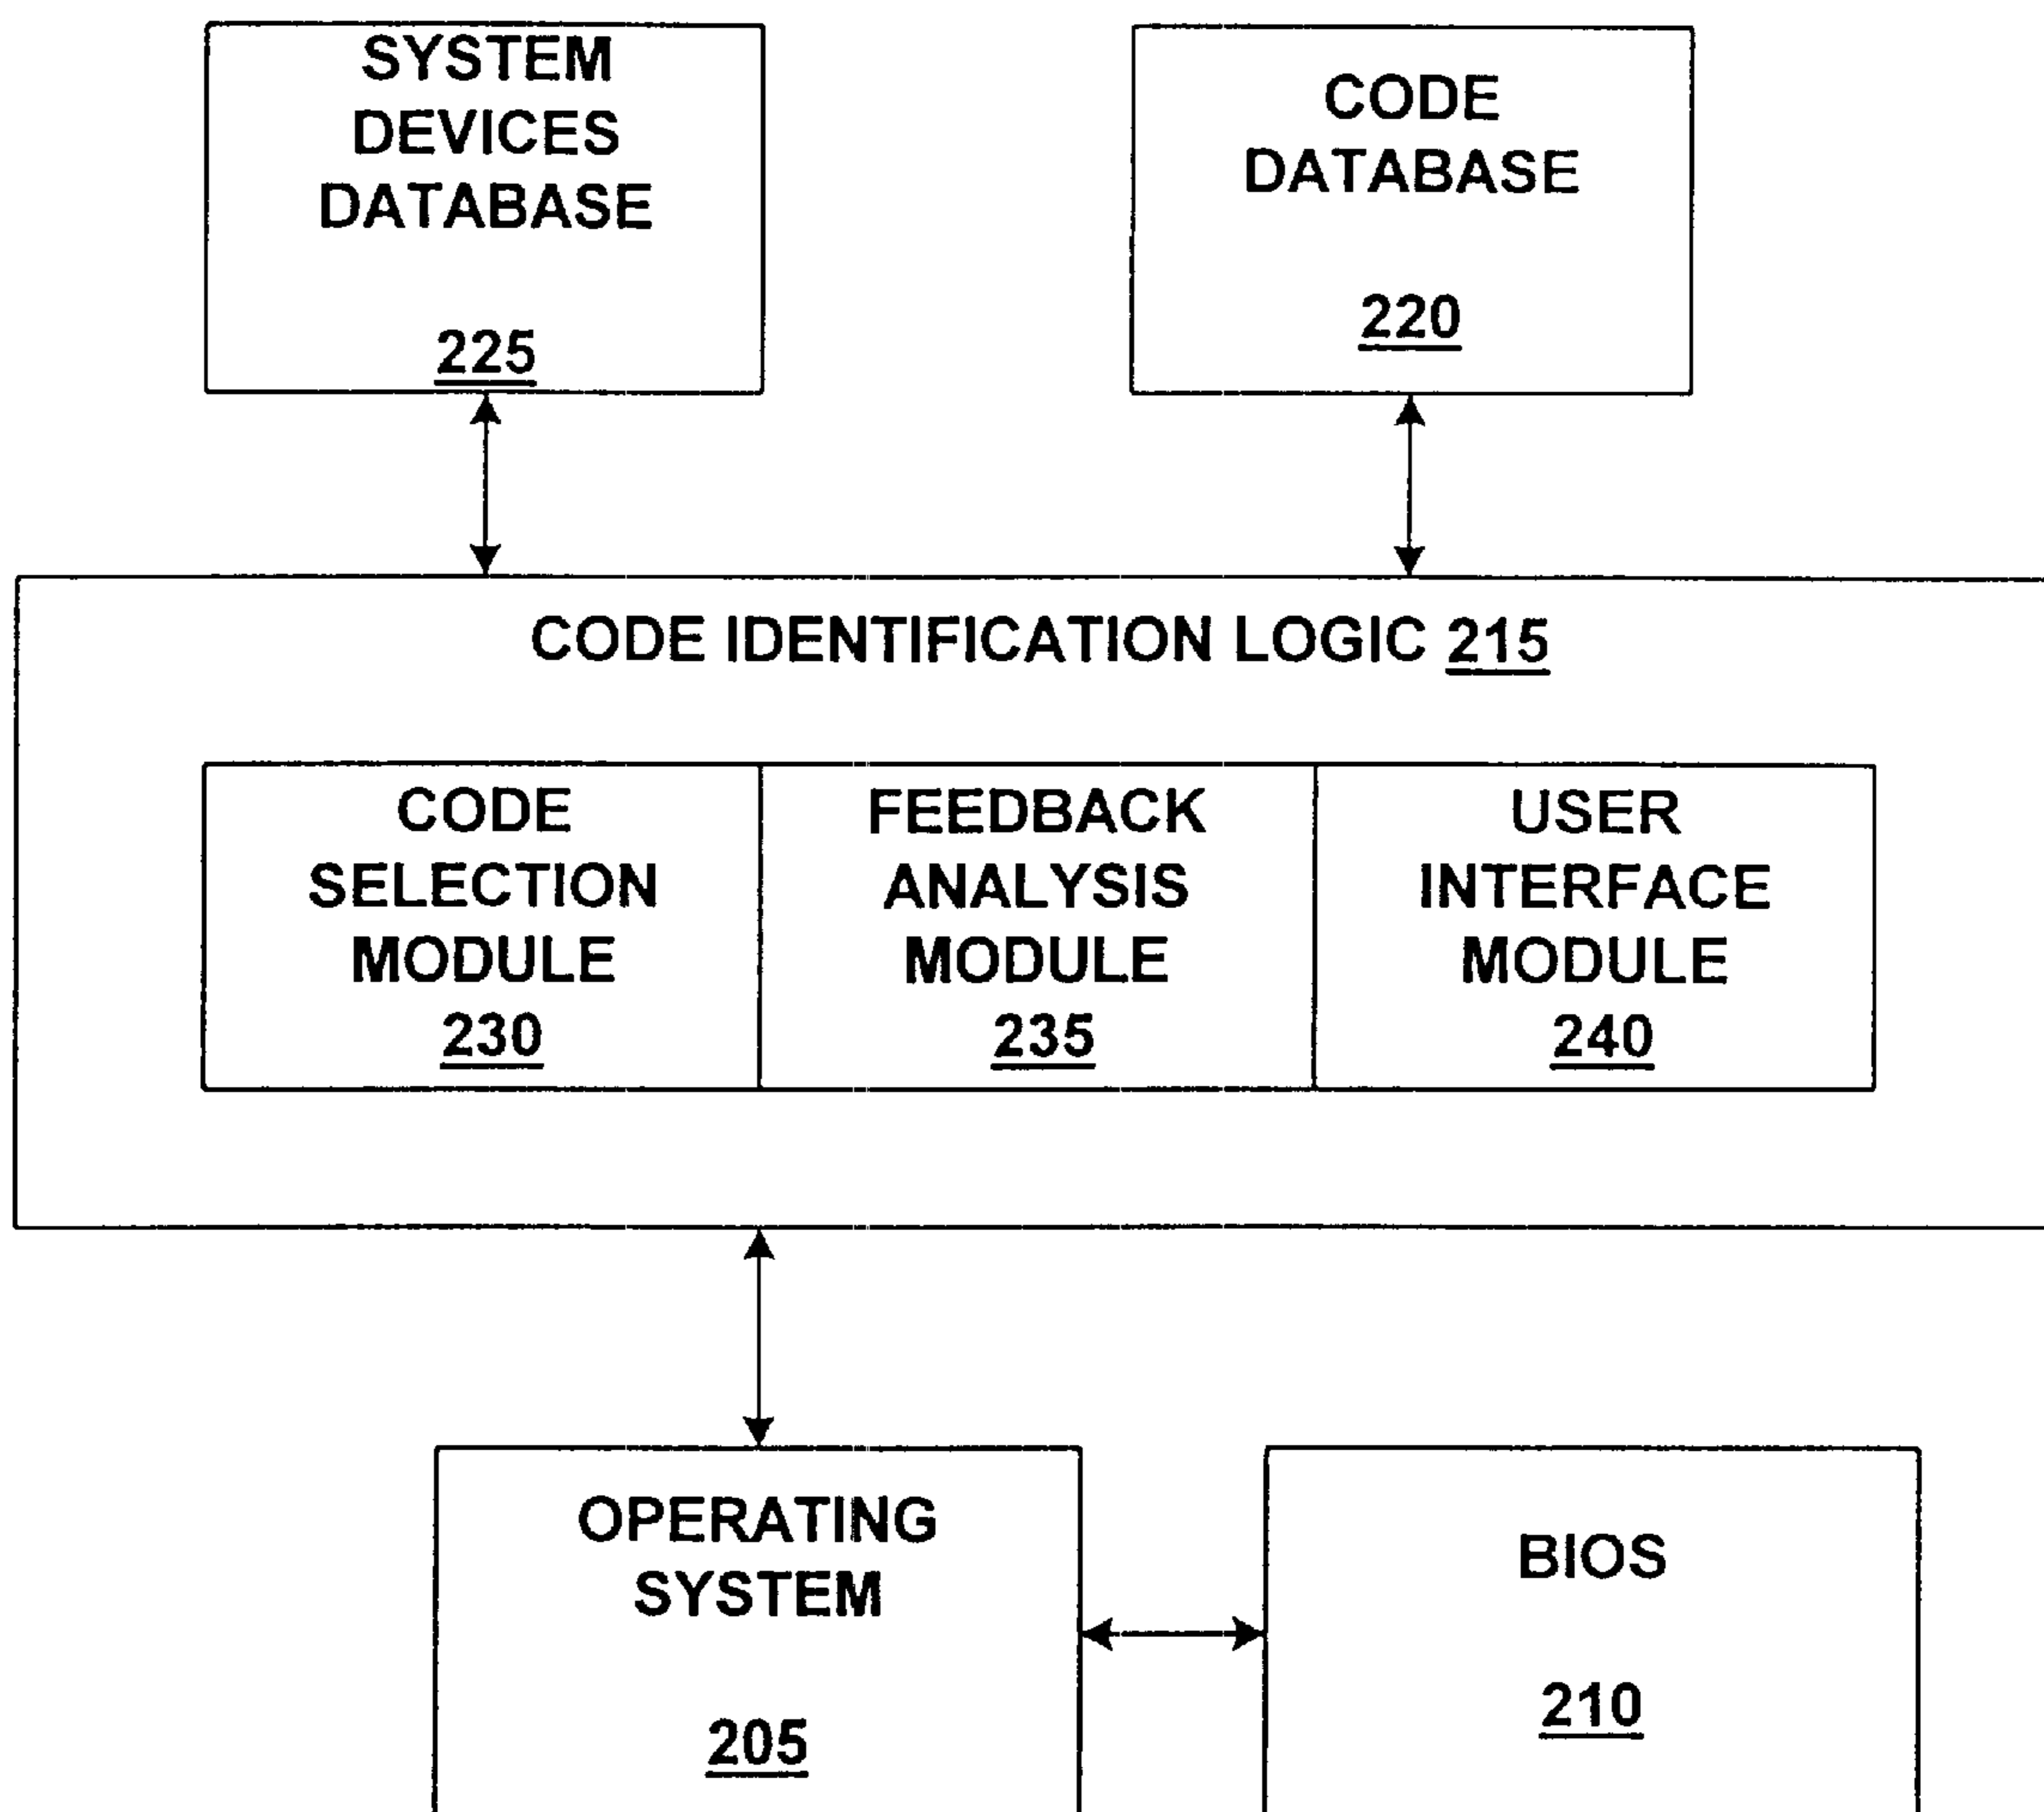 SYSTEM
DEVICES
DATABASE
225
CODE
DATABASE
220
CODE IDENTIFICATION LOGIC 215
CODE
SELECTION
MODULE
230
FEEDBACK
ANALYSIS
MODULE
235
USER
INTERFACE
MODULE
240
OPERATING
SYSTEM
205
BIOS
210